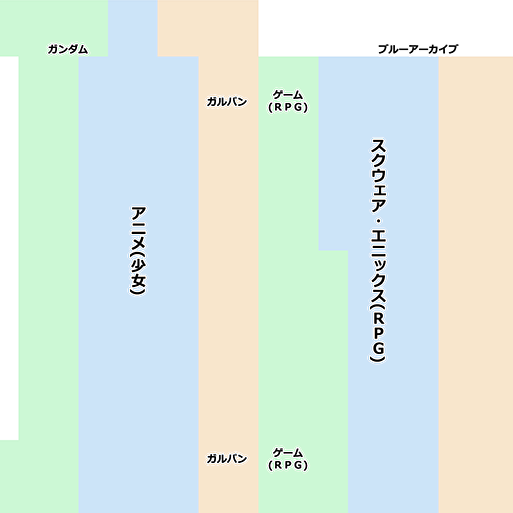 ガンダム
ブルーアーカイブ
ガルパン
ゲーム
(RPG)
アニメ(少女)
スクウェア・エニックス(RPG)
ガルパン
ゲーム
(RPG)